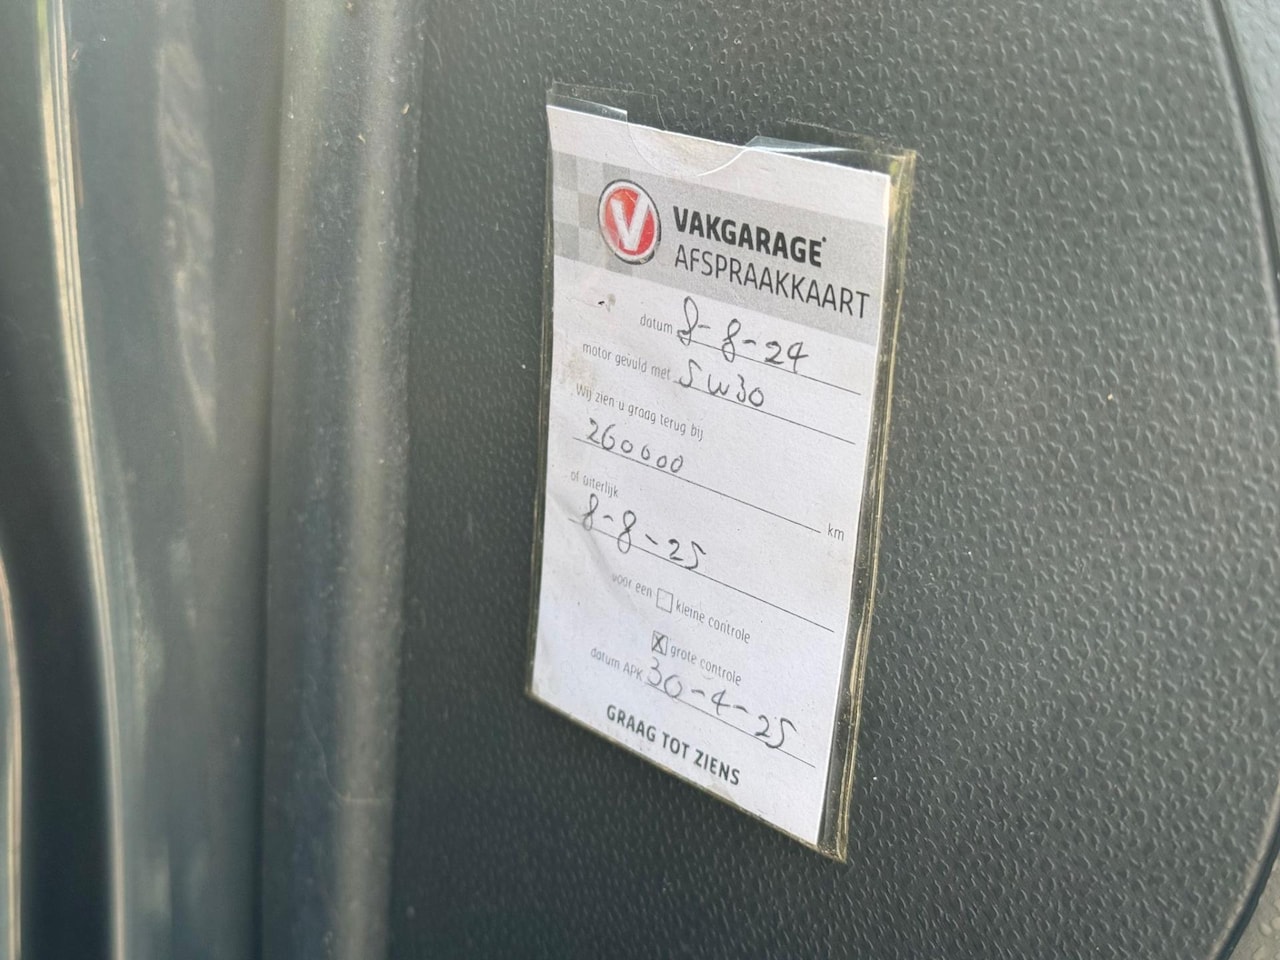 V
VAKGARAGE
AFSPRAAKKAART
datum 8-8-24
motor gevuld met 5W30
Wij zien u graag terug bij
260000 km
of uiterlijk
8-8-25
voor een kleine controle
X grote controle
datum APK 30-4-25
GRAAG TOT ZIENS